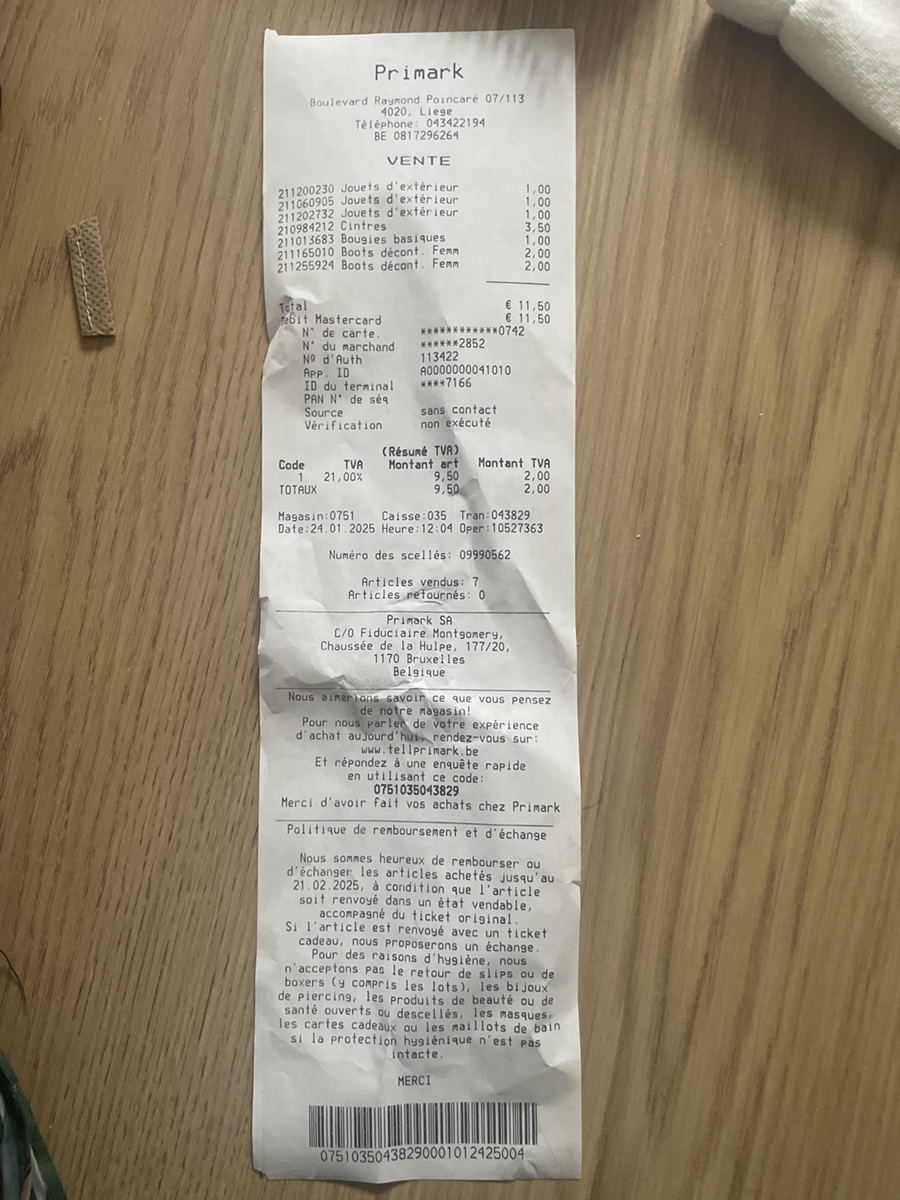 Primark
Boulevard Raymond Poincaré 07/113
4020, Liege
Téléphone: 043422194
BE 0817296264
VENTE
211200230 Jouets d'extérieur 1,00
211060905 Jouets d'extérieur 1,00
211202732 Jouets d'extérieur 1,00
210984212 Cintres 3,50
211013683 Bougies basiques 1,00
211165010 Boots décont. Femm 2,00
211255924 Boots décont. Femm 2,00
Total € 11,50
Debit Mastercard € 11,50
N° de carte. ************0742
N° du marchand ******2852
Nº d'Auth 113422
App. ID A0000000041010
ID du terminal ****7166
PAN N° de séq
Source sans contact
Vérification non exécuté
(Résumé TVA)
Code TVA Montant art Montant TVA
1 21,00% 9,50 2,00
TOTAUX 9,50 2,00
Magasin:0751 Caisse:035 Tran:043829
Date:24.01.2025 Heure:12:04 Oper:10527363
Numéro des scellés: 09990562
Articles vendus: 7
Articles retournés: 0
Primark SA
C/O Fiduciaire Montgomery,
Chaussée de la Hulpe, 177/20,
1170 Bruxelles
Belgique
Nous aimerions savoir ce que vous pensez
de notre magasin!
Pour nous parler de votre expérience
d'achat aujourd'hui, rendez-vous sur:
www.tellprimark.be
Et répondez à une enquête rapide
en utilisant ce code:
0751035043829
Merci d'avoir fait vos achats chez Primark
Politique de remboursement et d'échange
Nous sommes heureux de rembourser ou
d'échanger les articles achetés jusqu'au
21.02.2025, à condition que l'article
soit renvoyé dans un état vendable,
accompagné du ticket original.
Si l'article est renvoyé avec un ticket
cadeau, nous proposerons un échange.
Pour des raisons d'hygiène, nous
n'acceptons pas le retour de slips ou de
boxers (y compris les lots), les bijoux
de piercing, les produits de beauté ou de
santé ouverts ou descellés, les masques,
les cartes cadeaux ou les maillots de bain
si la protection hygiénique n'est pas
intacte.
MERCI
07510350438290001012425004